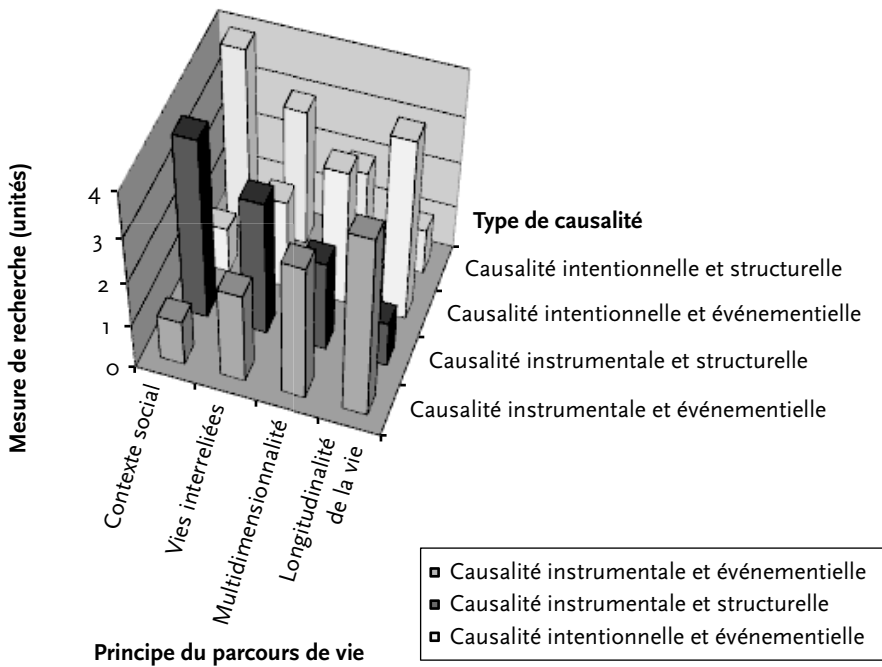 Mesure de recherche (unités)
4
3
2
1
0
Contexte social
Vies interreliées
Multidimensionnalité
Longitudinalité
de la vie
Principe du parcours de vie
Type de causalité
Causalité intentionnelle et structurelle
Causalité intentionnelle et événementielle
Causalité instrumentale et structurelle
Causalité instrumentale et événementielle
Causalité instrumentale et événementielle
Causalité instrumentale et structurelle
Causalité intentionnelle et événementielle